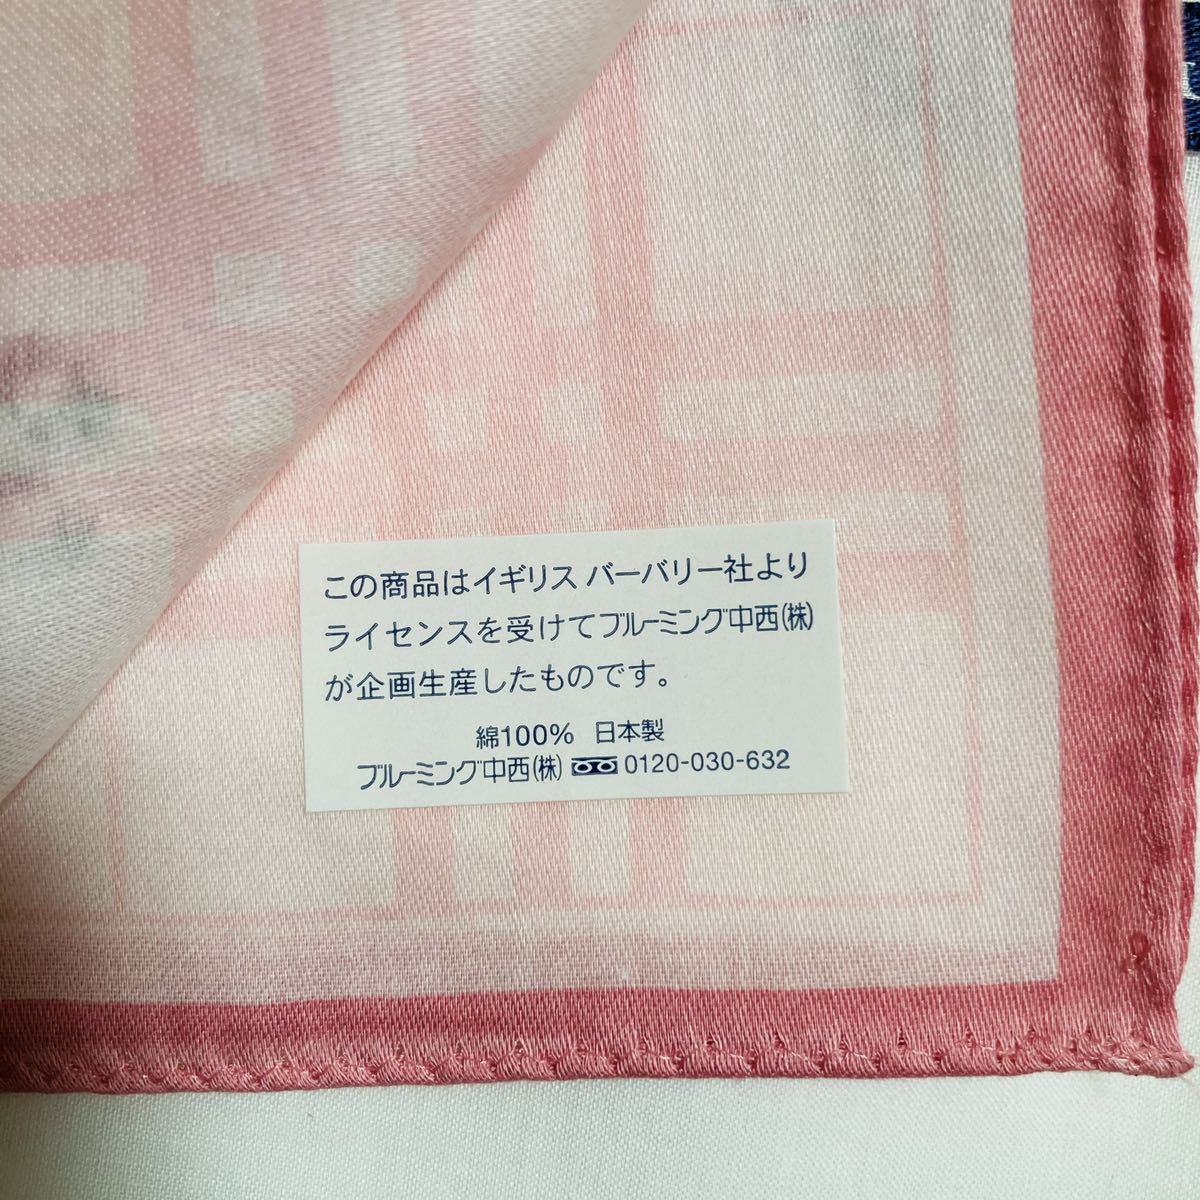 この商品はイギリス バーバリー社より
ライセンスを受けてブルーミング中西(株)
が企画生産したものです。
綿100% 日本製
ブルーミング中西(株) 0120-030-632